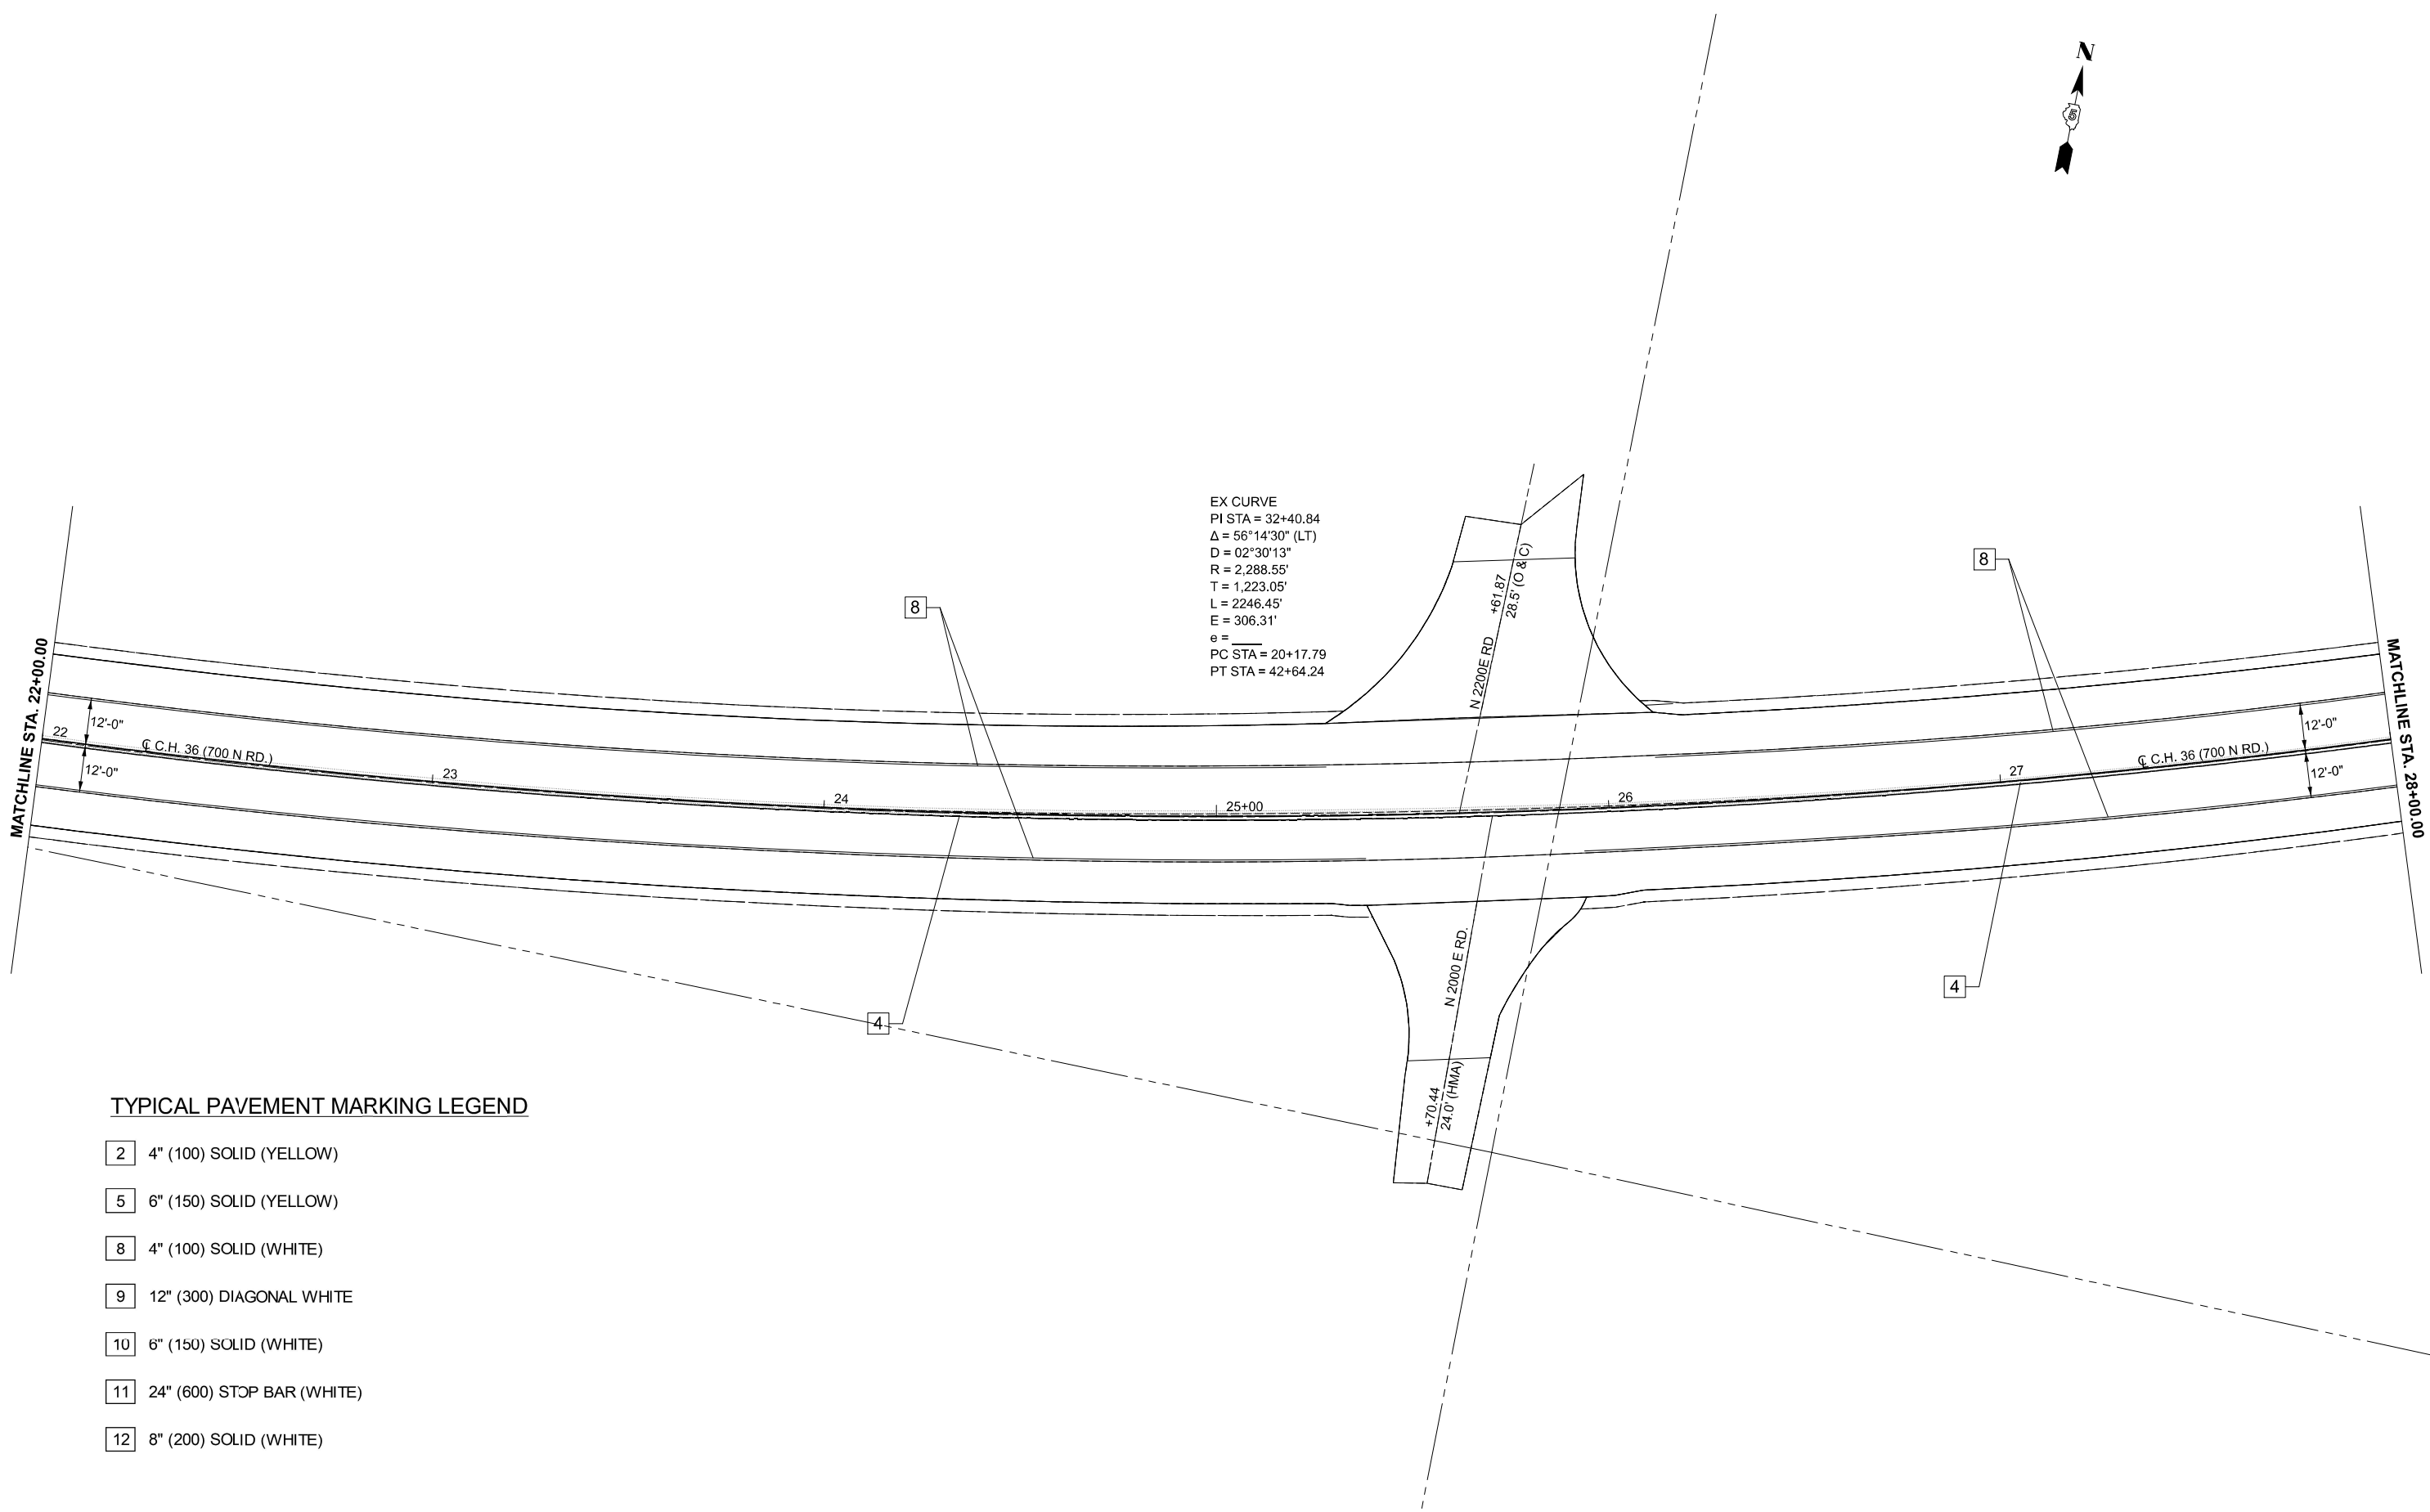 N
5
EX CURVE
PI STA = 32+40.84
Δ = 56°14'30" (LT)
D = 02°30'13"
R = 2,288.55'
T = 1,223.05'
L = 2246.45'
E = 306.31'
e = ____
PC STA = 20+17.79
PT STA = 42+64.24
N 2200E RD
+61.87
28.5' (O & C)
8
8
MATCHLINE STA. 22+00.00
MATCHLINE STA. 28+00.00
12'-0"
12'-0"
22
℄ C.H. 36 (700 N RD.)
23
24
25+00
26
27
℄ C.H. 36 (700 N RD.)
12'-0"
12'-0"
N 2000 E RD.
+70.44
24.0' (HMA)
4
4
TYPICAL PAVEMENT MARKING LEGEND
2 4" (100) SOLID (YELLOW)
5 6" (150) SOLID (YELLOW)
8 4" (100) SOLID (WHITE)
9 12" (300) DIAGONAL WHITE
10 6" (150) SOLID (WHITE)
11 24" (600) STOP BAR (WHITE)
12 8" (200) SOLID (WHITE)